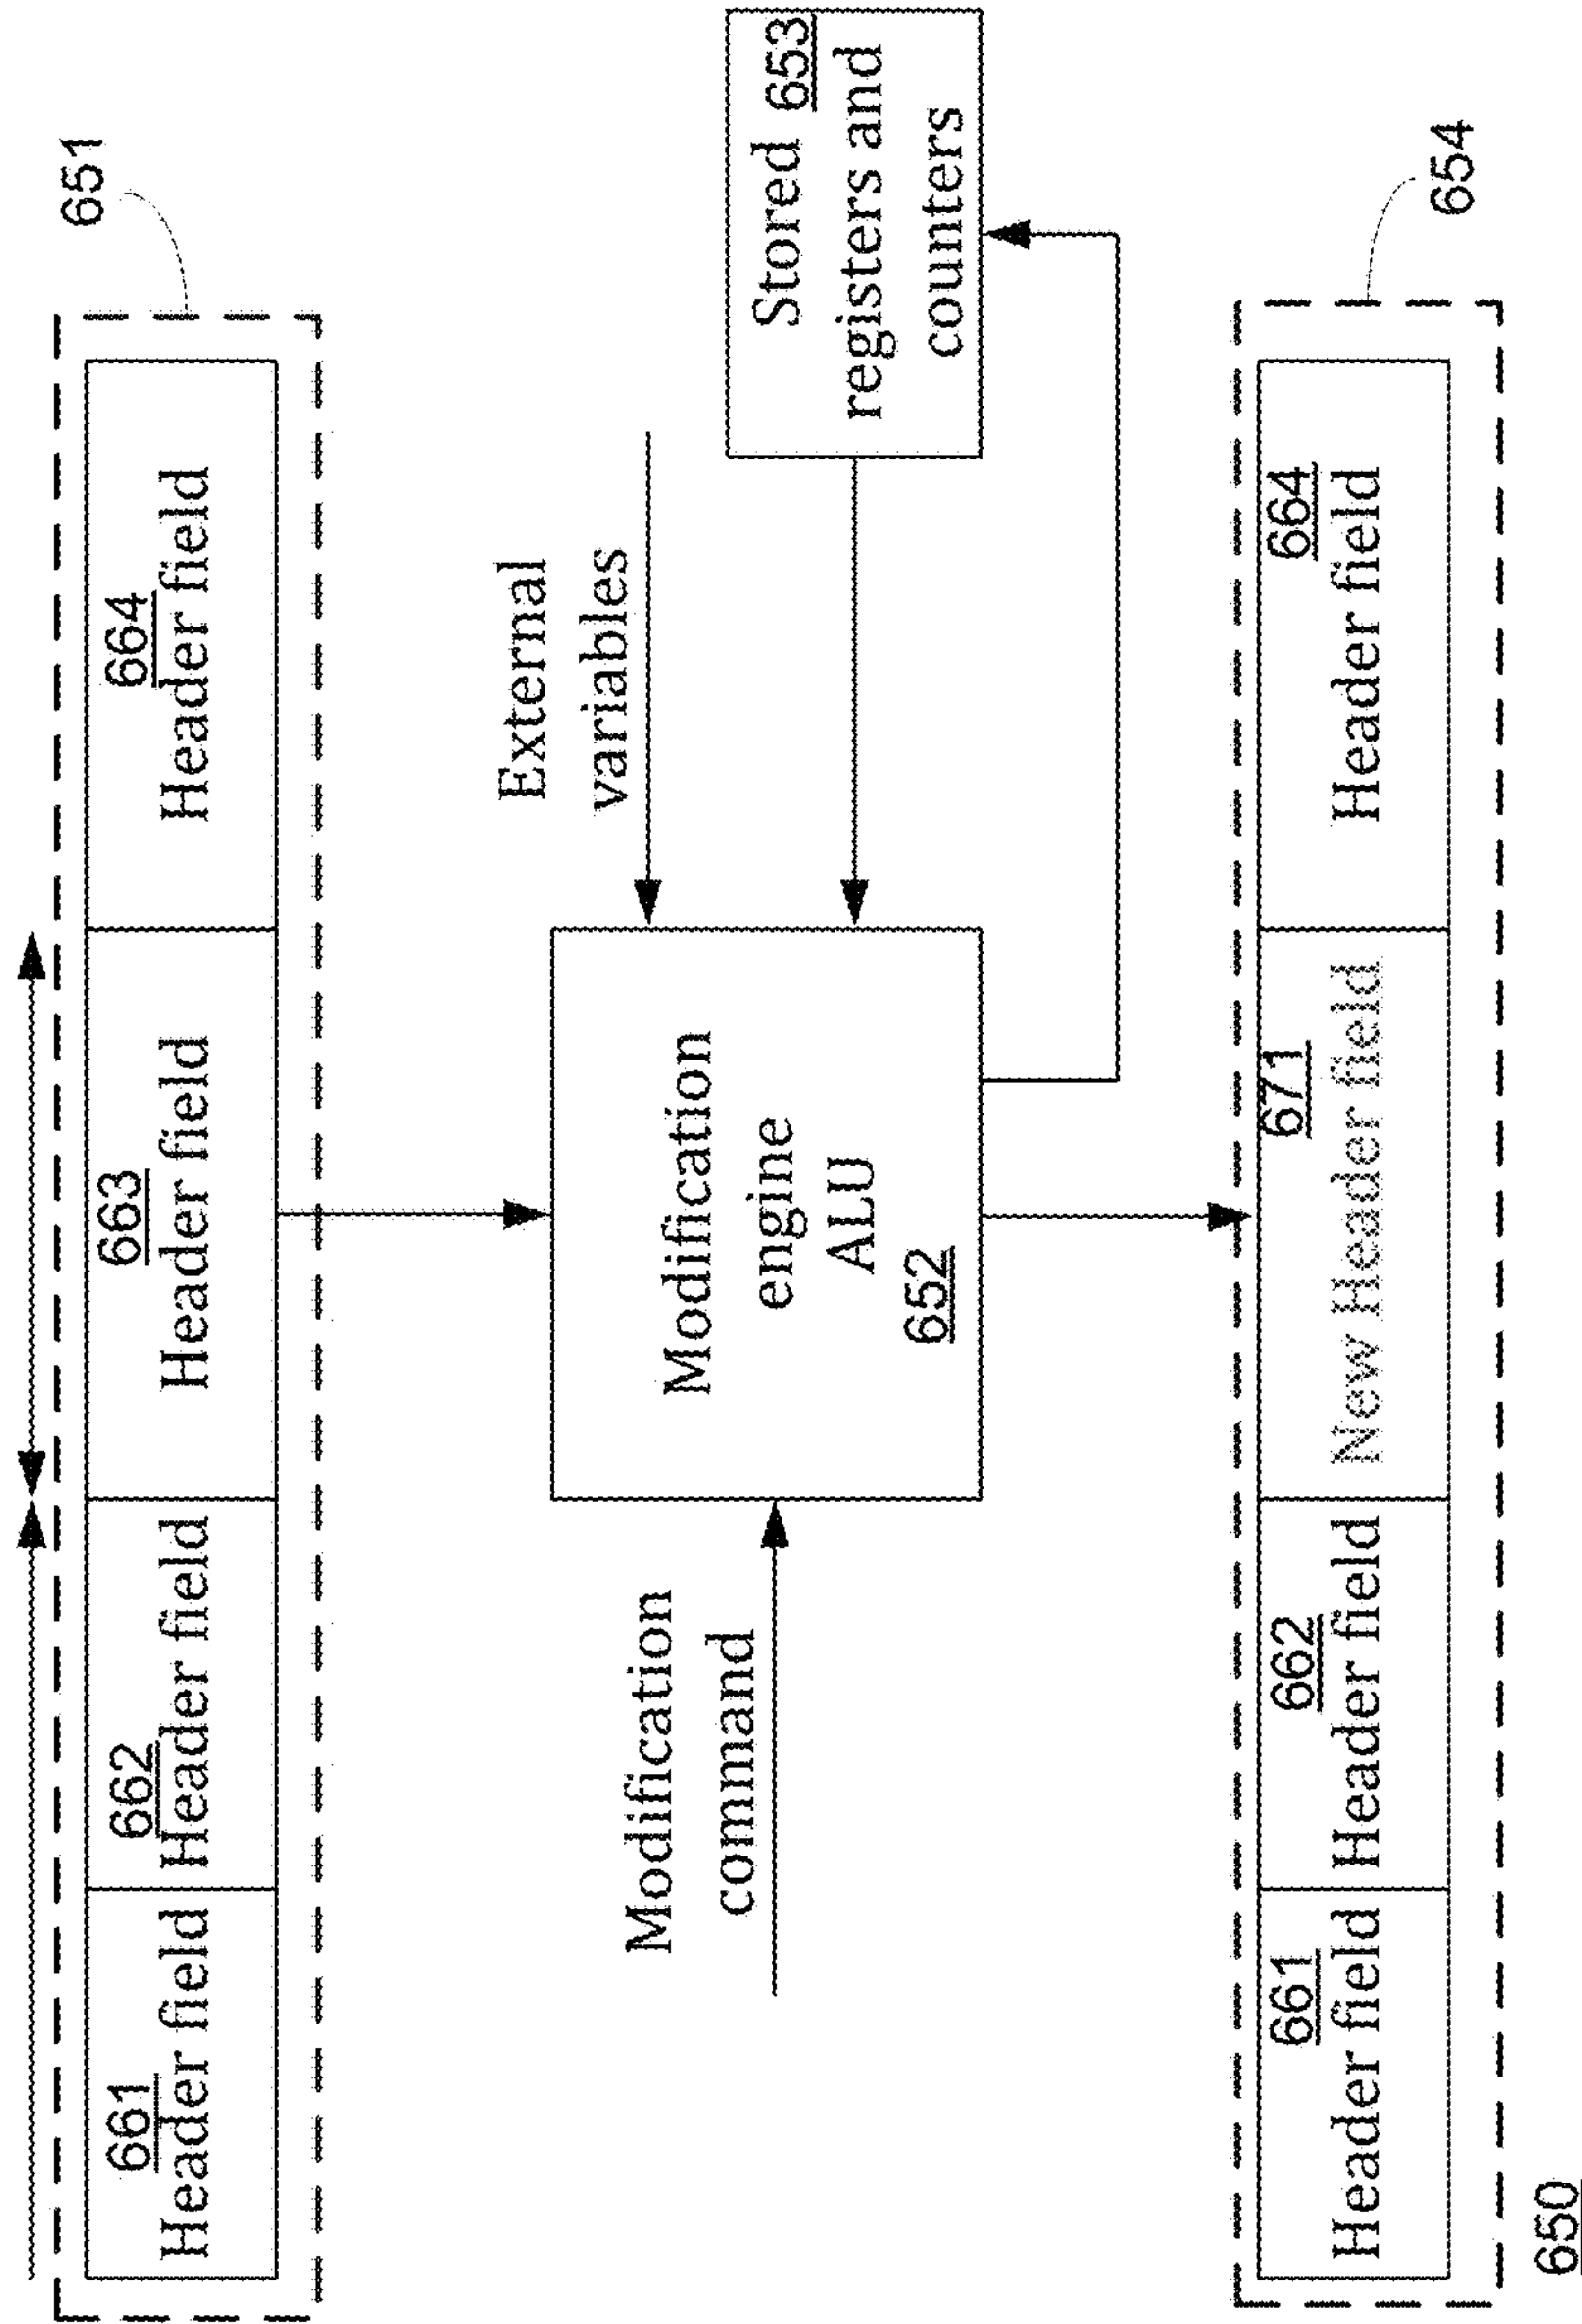 651
661
Header field
662
Header field
663
Header field
664
Header field
External
variables
Modification
command
Modification
engine
ALU
652
Stored 653
registers and
counters
661
Header field
662
Header field
671
New Header field
664
Header field
654
650